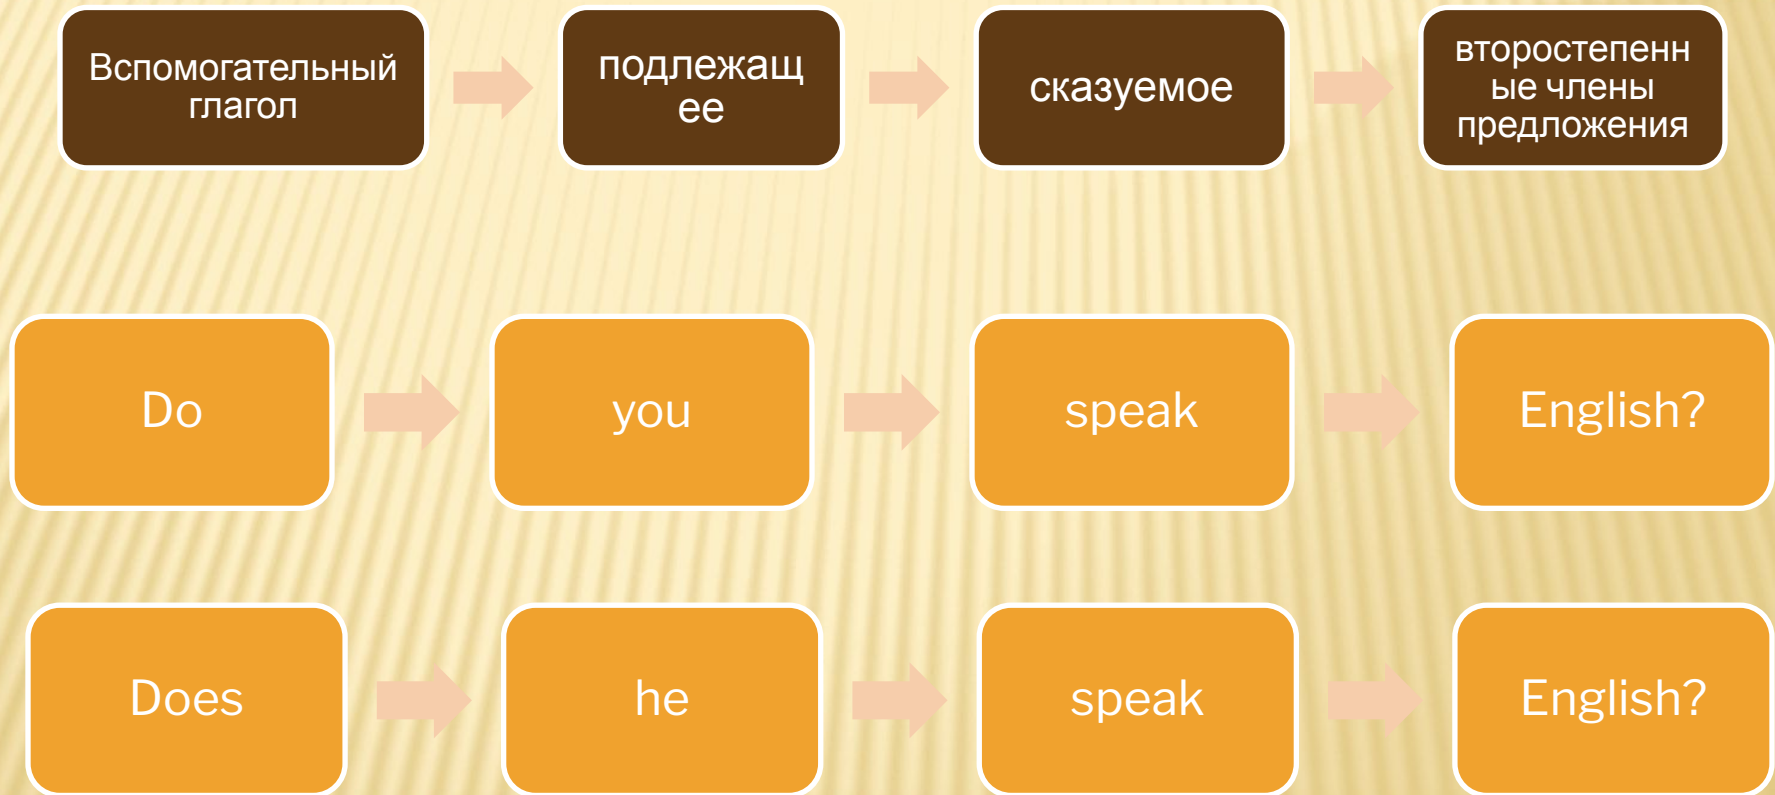 Вспомогательный
глагол
подлежащ
ее
сказуемое
второстепенн
ые члены
предложения
Do
you
speak
English?
Does
he
speak
English?